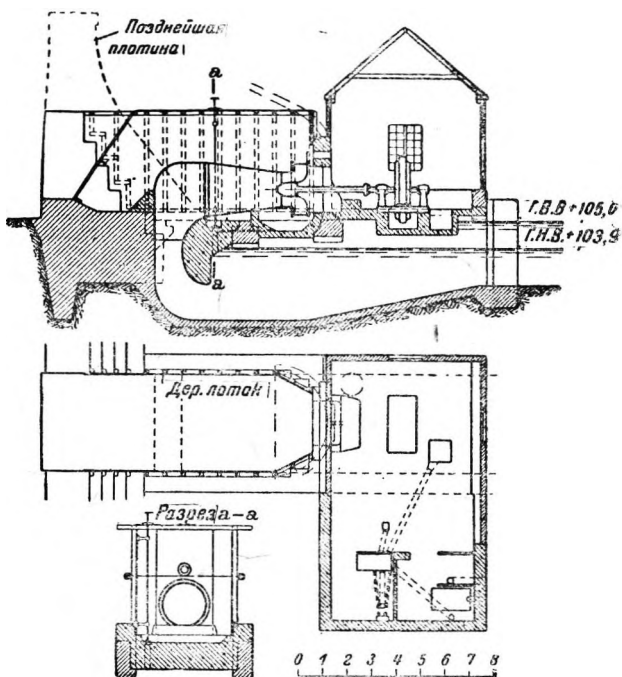 Позднейшая
плотина
а
Г.В.В +105,6
Г.Н.В.+103,9
а
Дер. лоток
Разрез а-а
0 1 2 3 4 5 6 7 8